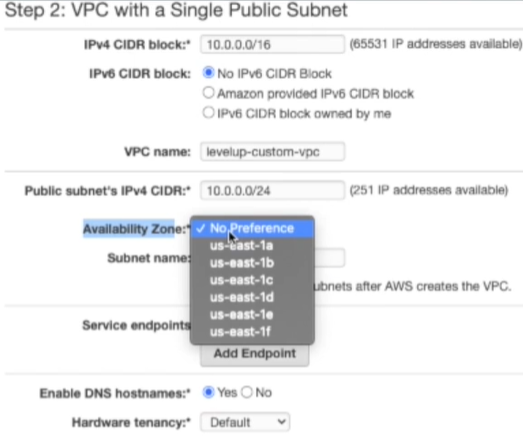 Step 2: VPC with a Single Public Subnet
IPv4 CIDR block:* 10.0.0.0/16 (65531 IP addresses available)
IPv6 CIDR block: No IPv6 CIDR Block
Amazon provided IPv6 CIDR block
IPv6 CIDR block owned by me
VPC name: levelup-custom-vpc
Public subnet's IPv4 CIDR:* 10.0.0.0/24 (251 IP addresses available)
Availability Zone:* ✓ No Preference
us-east-1a
Subnet name: us-east-1b
us-east-1c
us-east-1d ubnets after AWS creates the VPC.
us-east-1e
Service endpoints us-east-1f
Add Endpoint
Enable DNS hostnames:* Yes No
Hardware tenancy:* Default